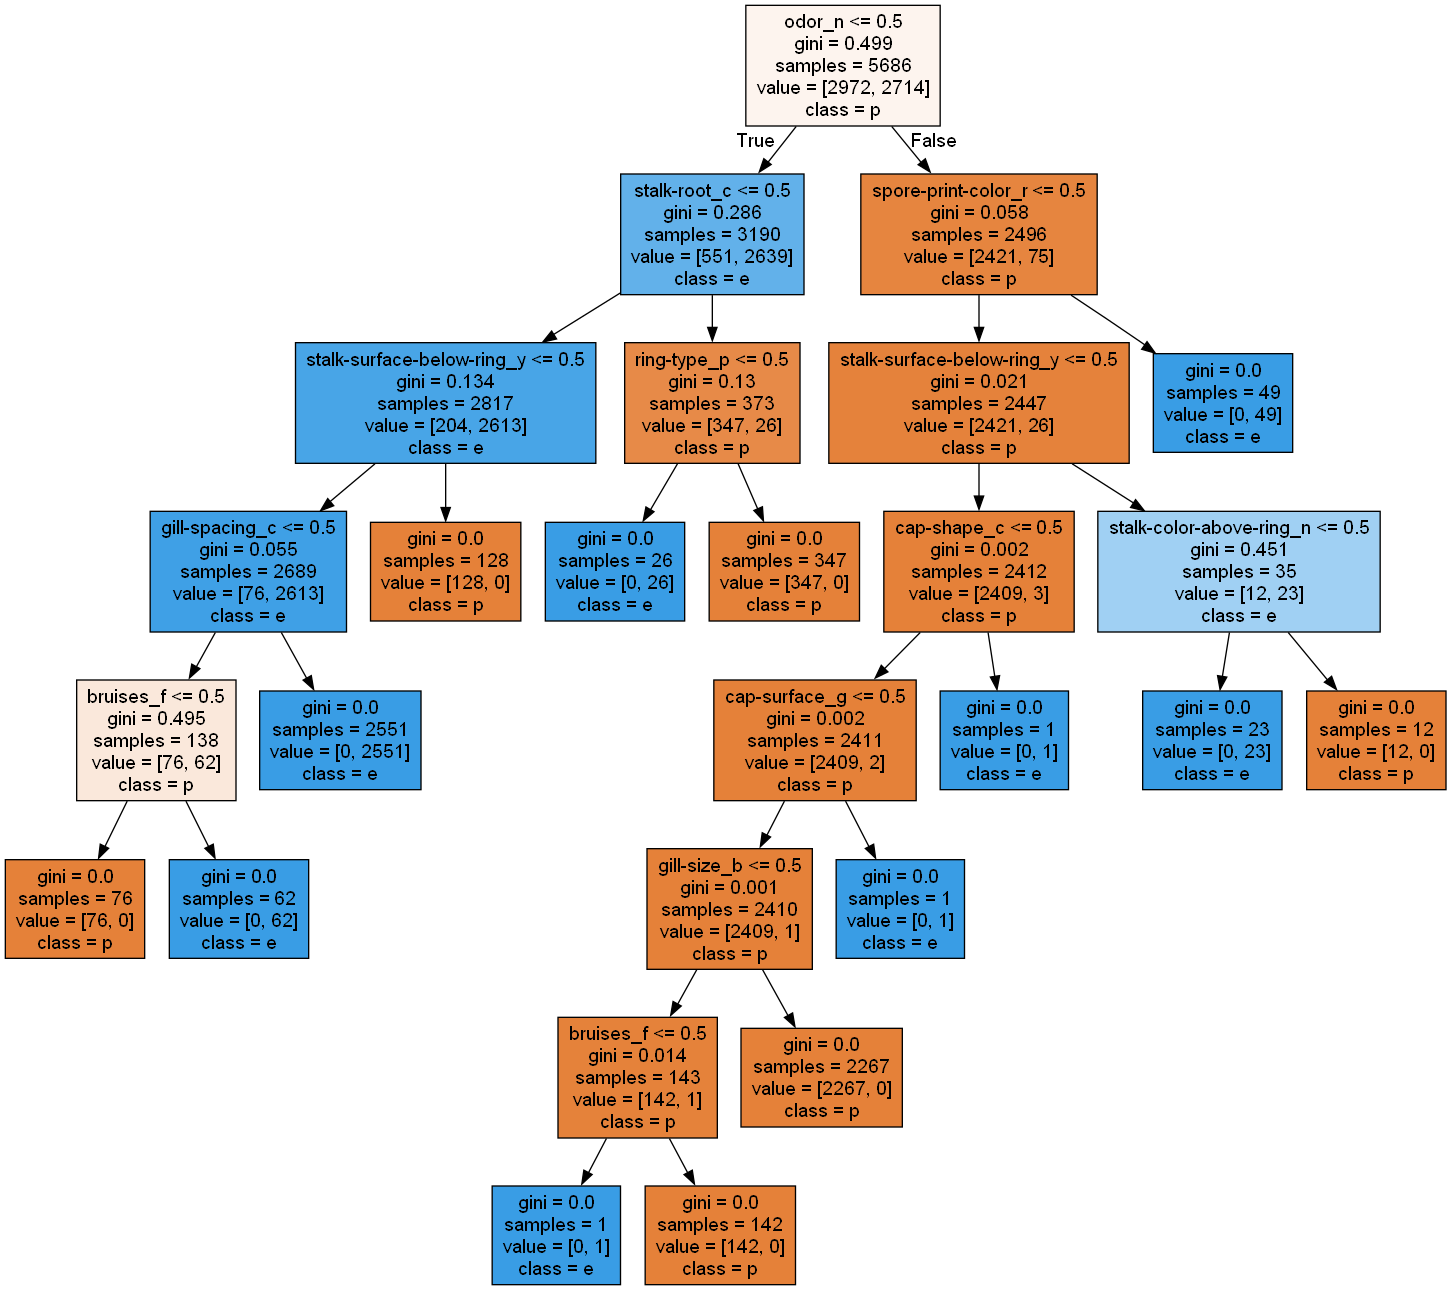 odor_n <= 0.5
gini = 0.499
samples = 5686
value = [2972, 2714]
class = p
True
False
stalk-root_c <= 0.5
gini = 0.286
samples = 3190
value = [551, 2639]
class = e
spore-print-color_r <= 0.5
gini = 0.058
samples = 2496
value = [2421, 75]
class = p
stalk-surface-below-ring_y <= 0.5
gini = 0.134
samples = 2817
value = [204, 2613]
class = e
ring-type_p <= 0.5
gini = 0.13
samples = 373
value = [347, 26]
class = p
stalk-surface-below-ring_y <= 0.5
gini = 0.021
samples = 2447
value = [2421, 26]
class = p
gini = 0.0
samples = 49
value = [0, 49]
class = e
gill-spacing_c <= 0.5
gini = 0.055
samples = 2689
value = [76, 2613]
class = e
gini = 0.0
samples = 128
value = [128, 0]
class = p
gini = 0.0
samples = 26
value = [0, 26]
class = e
gini = 0.0
samples = 347
value = [347, 0]
class = p
cap-shape_c <= 0.5
gini = 0.002
samples = 2412
value = [2409, 3]
class = p
stalk-color-above-ring_n <= 0.5
gini = 0.451
samples = 35
value = [12, 23]
class = e
bruises_f <= 0.5
gini = 0.495
samples = 138
value = [76, 62]
class = p
gini = 0.0
samples = 2551
value = [0, 2551]
class = e
cap-surface_g <= 0.5
gini = 0.002
samples = 2411
value = [2409, 2]
class = p
gini = 0.0
samples = 1
value = [0, 1]
class = e
gini = 0.0
samples = 23
value = [0, 23]
class = e
gini = 0.0
samples = 12
value = [12, 0]
class = p
gini = 0.0
samples = 76
value = [76, 0]
class = p
gini = 0.0
samples = 62
value = [0, 62]
class = e
gill-size_b <= 0.5
gini = 0.001
samples = 2410
value = [2409, 1]
class = p
gini = 0.0
samples = 1
value = [0, 1]
class = e
bruises_f <= 0.5
gini = 0.014
samples = 143
value = [142, 1]
class = p
gini = 0.0
samples = 2267
value = [2267, 0]
class = p
gini = 0.0
samples = 1
value = [0, 1]
class = e
gini = 0.0
samples = 142
value = [142, 0]
class = p